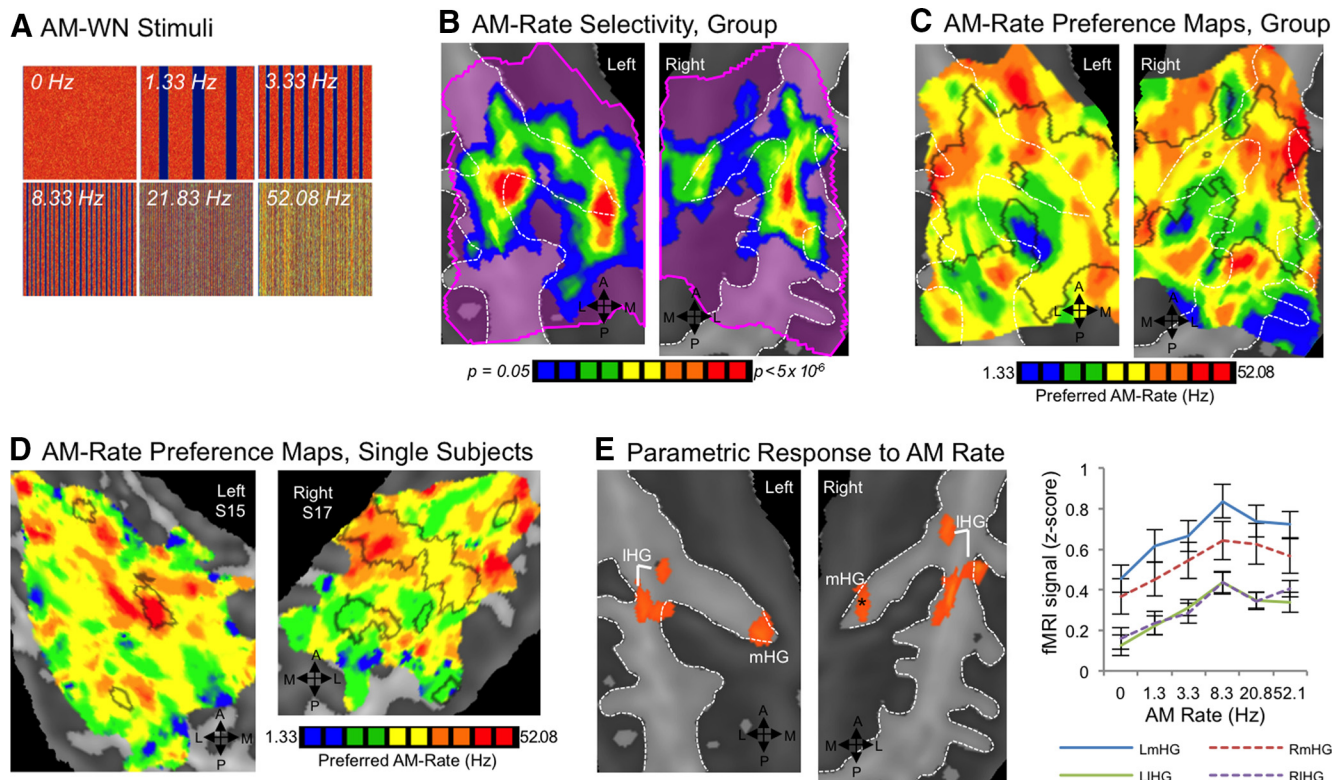 A AM-WN Stimuli
0 Hz
1.33 Hz
3.33 Hz
8.33 Hz
21.83 Hz
52.08 Hz
B AM-Rate Selectivity, Group
Left
Right
A
L M
P
A
M L
P
p = 0.05
p < 5 x 10⁻⁶
C AM-Rate Preference Maps, Group
Left
Right
A
L M
P
A
M L
P
1.33
52.08
Preferred AM-Rate (Hz)
D AM-Rate Preference Maps, Single Subjects
Left
S15
Right
S17
A
L M
P
A
M L
P
1.33
52.08
Preferred AM-Rate (Hz)
E Parametric Response to AM Rate
Left
lHG
mHG
A
L M
P
Right
lHG
mHG
*
A
M L
P
fMRI signal (z-score)
1
0.8
0.6
0.4
0.2
0
0 1.3 3.3 8.3 20.8 52.1
AM Rate (Hz)
LmHG RmHG
LlHG RlHG